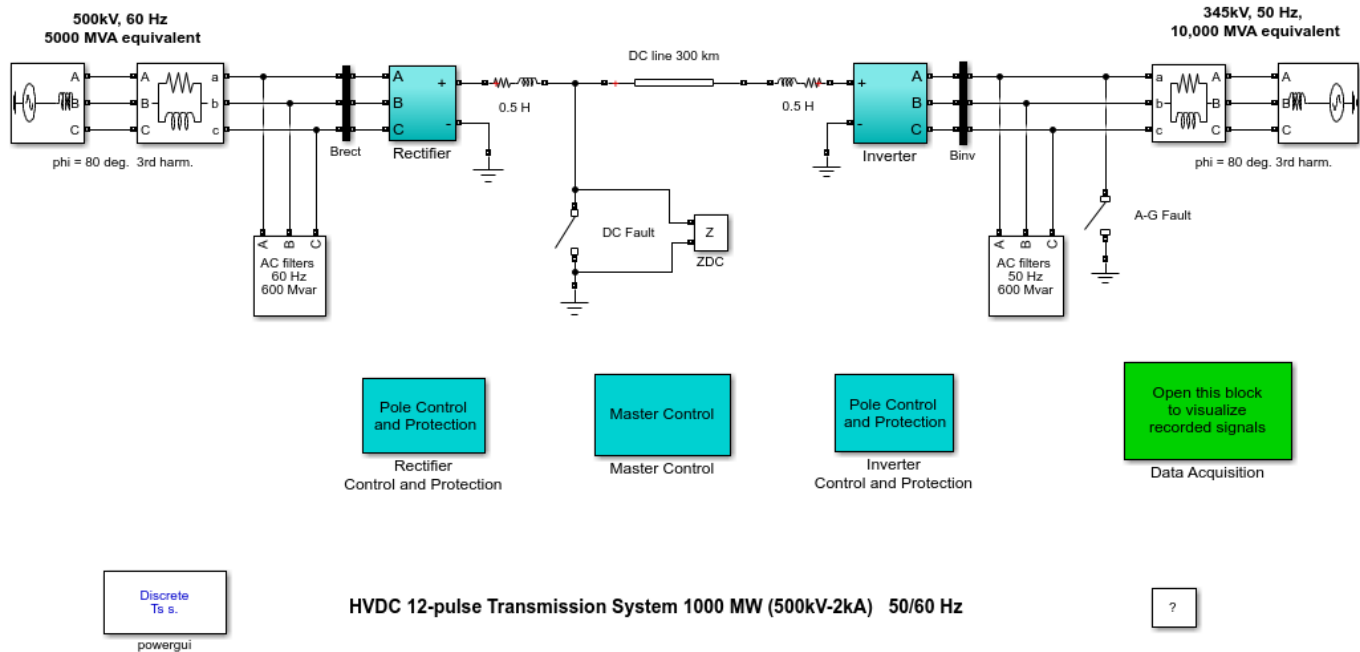 500kV, 60 Hz
5000 MVA equivalent
345kV, 50 Hz,
10,000 MVA equivalent
DC line 300 km
A
B
C
A
B
C
a
b
c
A
B
C
+
-
0.5 H
0.5 H
+
-
A
B
C
a
b
c
A
B
C
A
B
C
phi = 80 deg. 3rd harm.
Brect
Rectifier
Inverter
Binv
phi = 80 deg. 3rd harm.
A B C
AC filters
60 Hz
600 Mvar
DC Fault
Z
ZDC
A B C
AC filters
50 Hz
600 Mvar
A-G Fault
Pole Control
and Protection
Rectifier
Control and Protection
Master Control
Master Control
Pole Control
and Protection
Inverter
Control and Protection
Open this block
to visualize
recorded signals
Data Acquisition
Discrete
Ts s.
powergui
HVDC 12-pulse Transmission System 1000 MW (500kV-2kA) 50/60 Hz
?